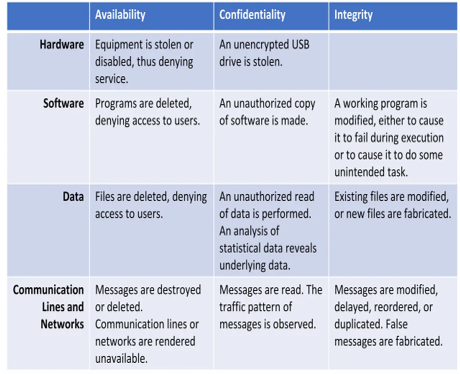 Availability Confidentiality Integrity
Hardware Equipment is stolen or An unencrypted USB
disabled, thus denying drive is stolen.
service.
Software Programs are deleted, An unauthorized copy A working program is
denying access to users. of software is made. modified, either to cause
it to fail during execution
or to cause it to do some
unintended task.
Data Files are deleted, denying An unauthorized read Existing files are modified,
access to users. of data is performed. or new files are fabricated.
An analysis of
statistical data reveals
underlying data.
Communication Messages are destroyed Messages are read. The Messages are modified,
Lines and or deleted. traffic pattern of delayed, reordered, or
Networks Communication lines or messages is observed. duplicated. False
networks are rendered messages are fabricated.
unavailable.